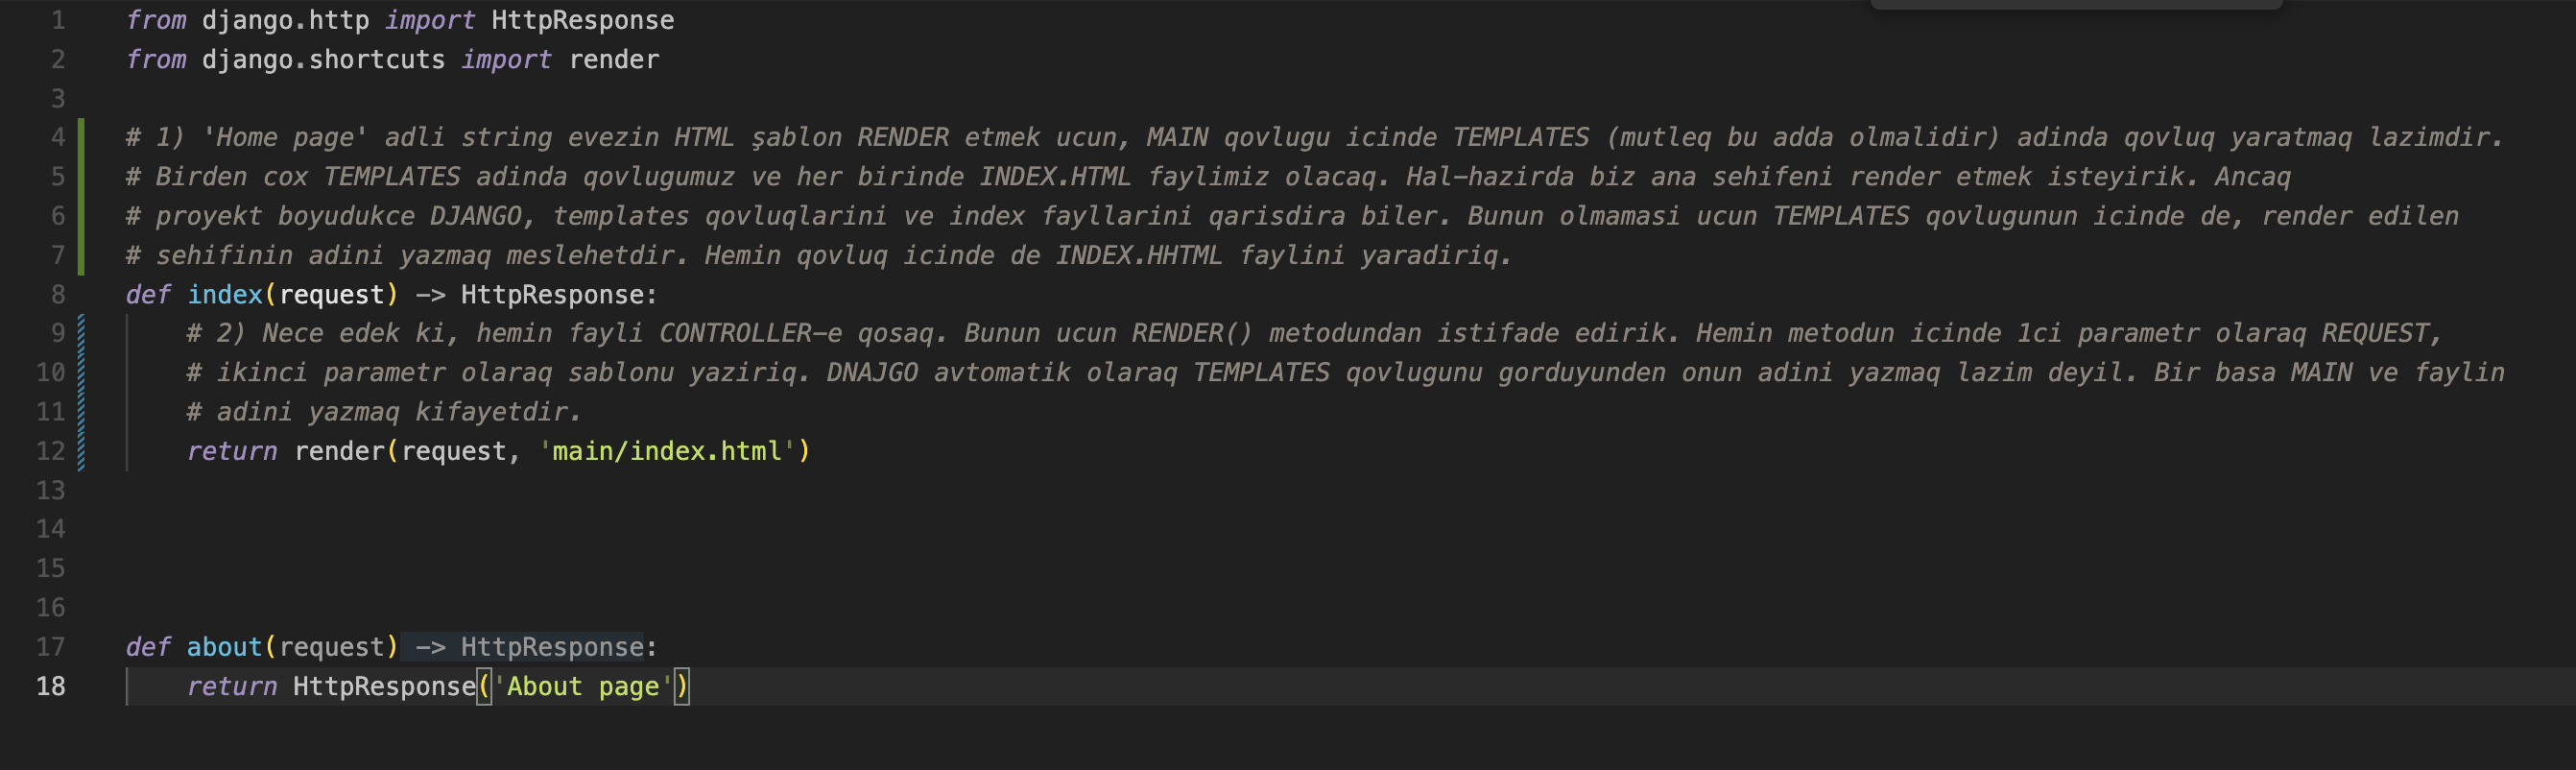 1 from django.http import HttpResponse
2 from django.shortcuts import render
3
4 # 1) 'Home page' adli string evezin HTML şablon RENDER etmek ucun, MAIN qovlugu icinde TEMPLATES (mutleq bu adda olmalidir) adinda qovluq yaratmaq lazimdir.
5 # Birden cox TEMPLATES adinda qovlugumuz ve her birinde INDEX.HTML faylimiz olacaq. Hal-hazirda biz ana sehifeni render etmek isteyirik. Ancaq
6 # proyekt boyudukce DJANGO, templates qovluqlarini ve index fayllarini qarisdira biler. Bunun olmamasi ucun TEMPLATES qovlugunun icinde de, render edilen
7 # sehifinin adini yazmaq meslehetdir. Hemin qovluq icinde de INDEX.HHTML faylini yaradiriq.
8 def index(request) -> HttpResponse:
9 # 2) Nece edek ki, hemin fayli CONTROLLER-e qosaq. Bunun ucun RENDER() metodundan istifade edirik. Hemin metodun icinde 1ci parametr olaraq REQUEST,
10 # ikinci parametr olaraq sablonu yaziriq. DNAJGO avtomatik olaraq TEMPLATES qovlugunu gorduyunden onun adini yazmaq lazim deyil. Bir basa MAIN ve faylin
11 # adini yazmaq kifayetdir.
12 return render(request, 'main/index.html')
13
14
15
16
17 def about(request) -> HttpResponse:
18 return HttpResponse('About page')